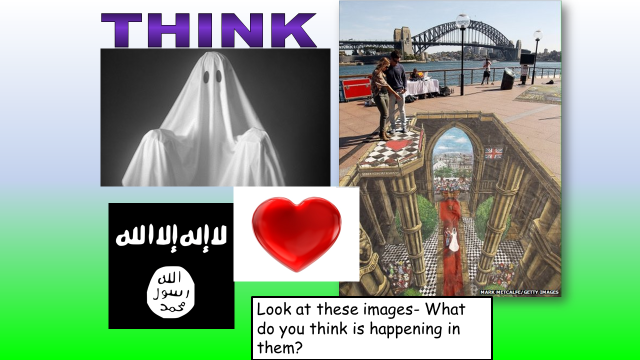 THINK
MARK METCALFE/GETTY IMAGES
لا إله إلا الله
الله
رسول
محمد
Look at these images- What
do you think is happening in
them?